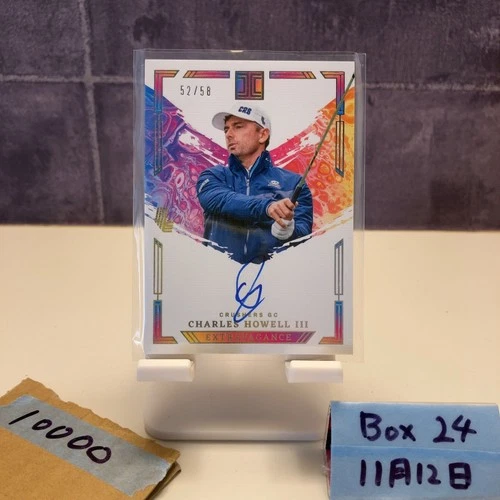 52/58
CRUSHERS GC
CHARLES HOWELL III
EXTRAVAGANCE
10000
Box 24
11月12日